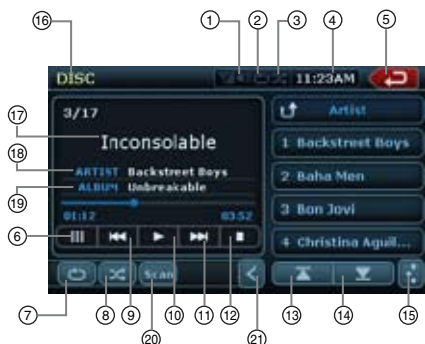 16 1 2 3 4 5
DISC 11:23AM
3/17
Inconsolable
ARTIST Backstreet Boys
ALBUM Unbreakable
01:12 03:52
Scan
Artist
1 Backstreet Boys
2 Baha Men
3 Bon Jovi
4 Christina Aguil...
17
18
19
6
7 8 9 20 10 11 12 21 13 14 15